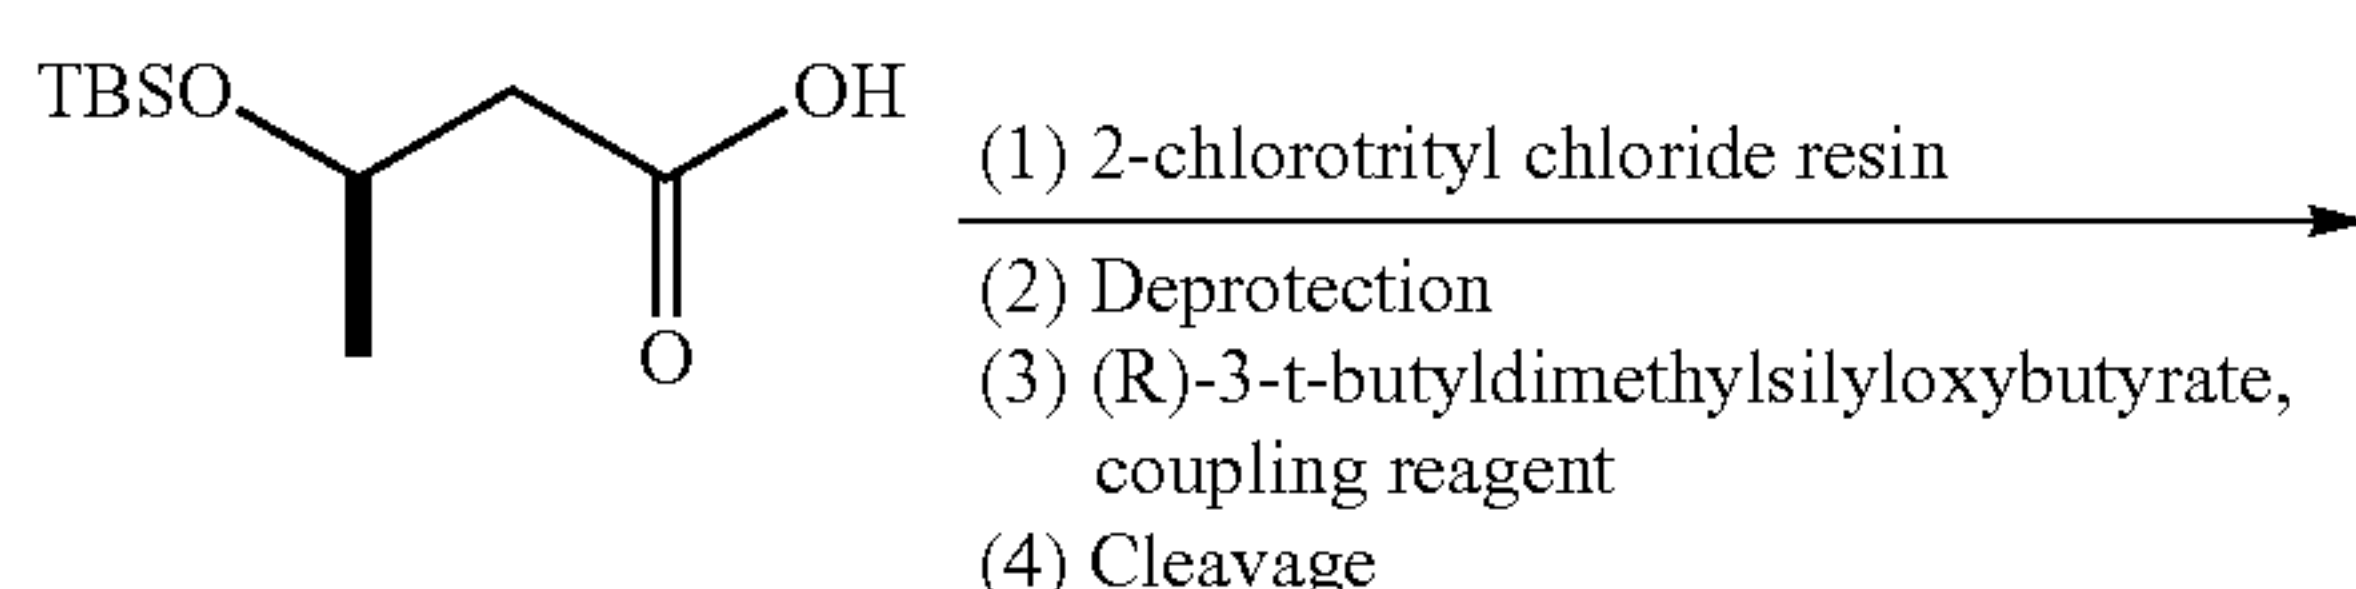 TBSO
OH
O
(1) 2-chlorotrityl chloride resin
(2) Deprotection
(3) (R)-3-t-butyldimethylsilyloxybutyrate,
coupling reagent
(4) Cleavage